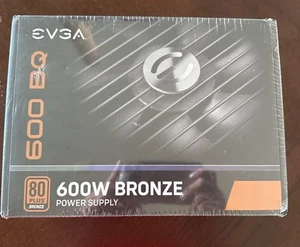 EVGA
600 BQ
80
PLUS
BRONZE
600W BRONZE
POWER SUPPLY